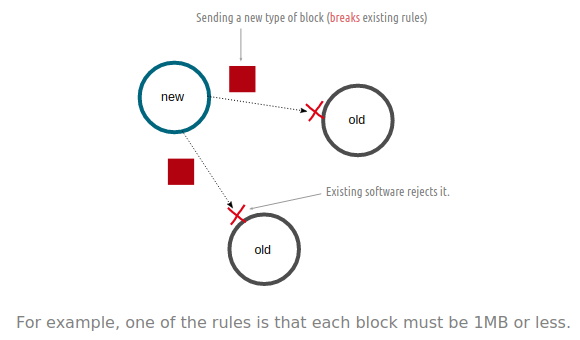 Sending a new type of block (breaks existing rules)
new
old
Existing software rejects it.
old
For example, one of the rules is that each block must be 1MB or less.